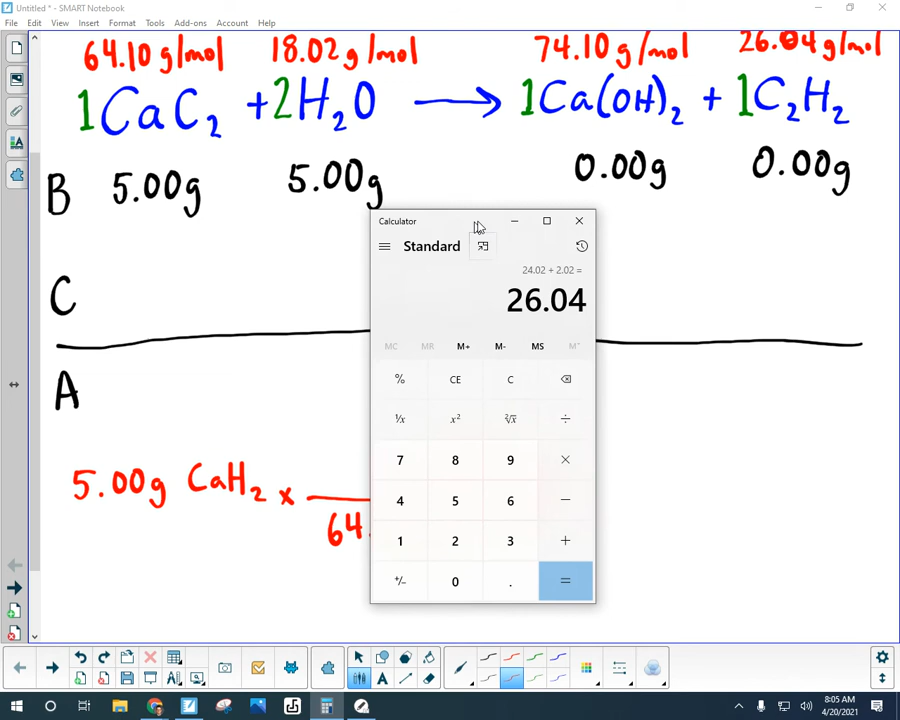 Untitled * - SMART Notebook
File Edit View Insert Format Tools Add-ons Account Help
64.10 g/mol 18.02 g/mol 74.10 g/mol 26.04 g/mol
1CaC₂ + 2H₂O → 1Ca(OH)₂ + 1C₂H₂
B 5.00g 5.00g 0.00g 0.00g
Calculator
Standard
24.02 + 2.02 =
26.04
C
MC MR M+ M- MS M˅
A
% CE C
¹/x x² ²√x ÷
7 8 9 ×
5.00g CaH₂ x
4 5 6 −
64.
1 2 3 +
+/− 0 . =
A
8:05 AM
4/20/2021